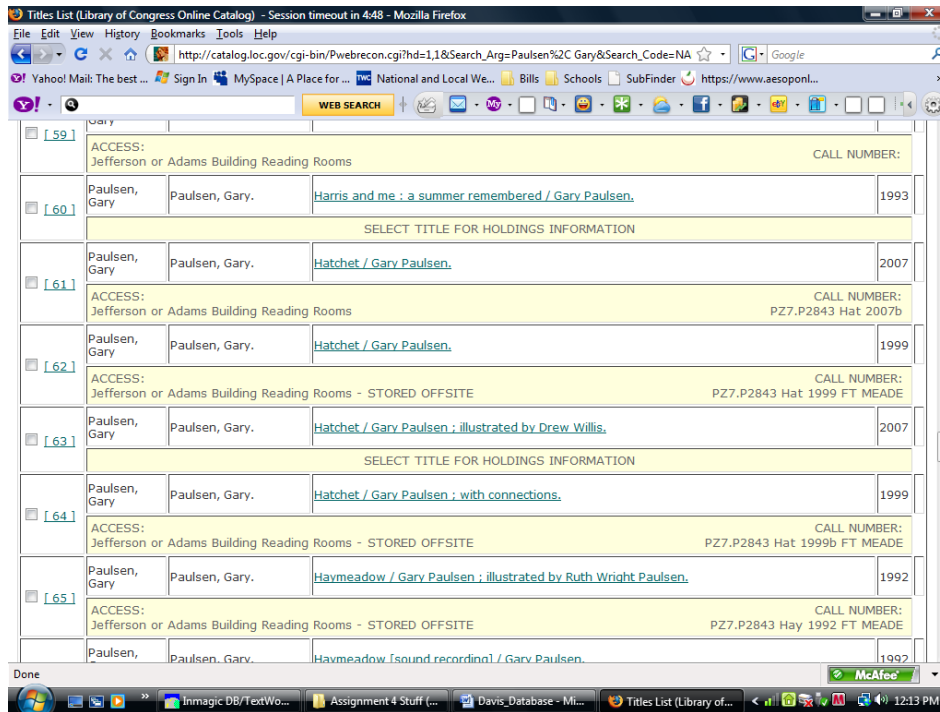 Titles List (Library of Congress Online Catalog) - Session timeout in 4:48 - Mozilla Firefox
File Edit View History Bookmarks Tools Help
http://catalog.loc.gov/cgi-bin/Pwebrecon.cgi?hd=1,1&Search_Arg=Paulsen%2C Gary&Search_Code=NA
G Google
Yahoo! Mail: The best ... Sign In MySpace | A Place for ... TWC National and Local We... Bills Schools SubFinder https://www.aesoponl... »
Y! WEB SEARCH
[ 59 ] Gary
ACCESS: CALL NUMBER:
Jefferson or Adams Building Reading Rooms
[ 60 ] Paulsen, Gary Paulsen, Gary. Harris and me : a summer remembered / Gary Paulsen. 1993
SELECT TITLE FOR HOLDINGS INFORMATION
[ 61 ] Paulsen, Gary Paulsen, Gary. Hatchet / Gary Paulsen. 2007
ACCESS: CALL NUMBER:
Jefferson or Adams Building Reading Rooms PZ7.P2843 Hat 2007b
[ 62 ] Paulsen, Gary Paulsen, Gary. Hatchet / Gary Paulsen. 1999
ACCESS: CALL NUMBER:
Jefferson or Adams Building Reading Rooms - STORED OFFSITE PZ7.P2843 Hat 1999 FT MEADE
[ 63 ] Paulsen, Gary Paulsen, Gary. Hatchet / Gary Paulsen ; illustrated by Drew Willis. 2007
SELECT TITLE FOR HOLDINGS INFORMATION
[ 64 ] Paulsen, Gary Paulsen, Gary. Hatchet / Gary Paulsen ; with connections. 1999
ACCESS: CALL NUMBER:
Jefferson or Adams Building Reading Rooms - STORED OFFSITE PZ7.P2843 Hat 1999b FT MEADE
[ 65 ] Paulsen, Gary Paulsen, Gary. Haymeadow / Gary Paulsen ; illustrated by Ruth Wright Paulsen. 1992
ACCESS: CALL NUMBER:
Jefferson or Adams Building Reading Rooms - STORED OFFSITE PZ7.P2843 Hay 1992 FT MEADE
Paulsen, Paulsen, Gary. Haymeadow [sound recording] / Gary Paulsen. 1992
Done McAfee
» Inmagic DB/TextWo... Assignment 4 Stuff (... Davis_Database - Mi... Titles List (Library of... 12:13 PM